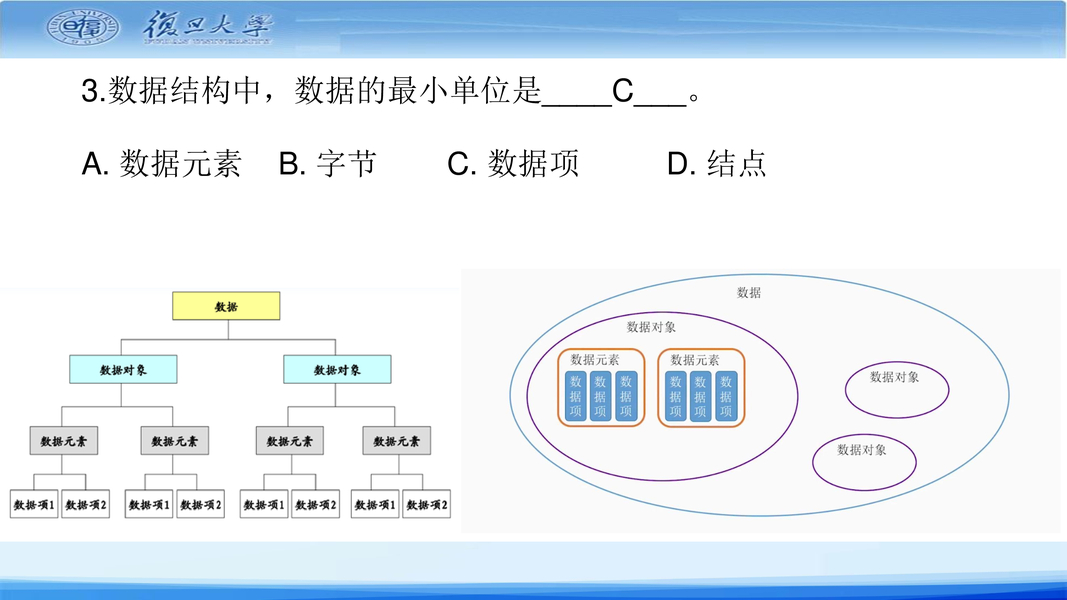 復旦大學
3.数据结构中，数据的最小单位是____C___。
A. 数据元素 B. 字节 C. 数据项 D. 结点
数据
数据对象 数据对象
数据元素 数据元素 数据元素 数据元素
数据项1 数据项2 数据项1 数据项2 数据项1 数据项2 数据项1 数据项2
数据
数据对象
数据元素 数据元素
数据项 数据项 数据项 数据项 数据项 数据项
数据对象
数据对象